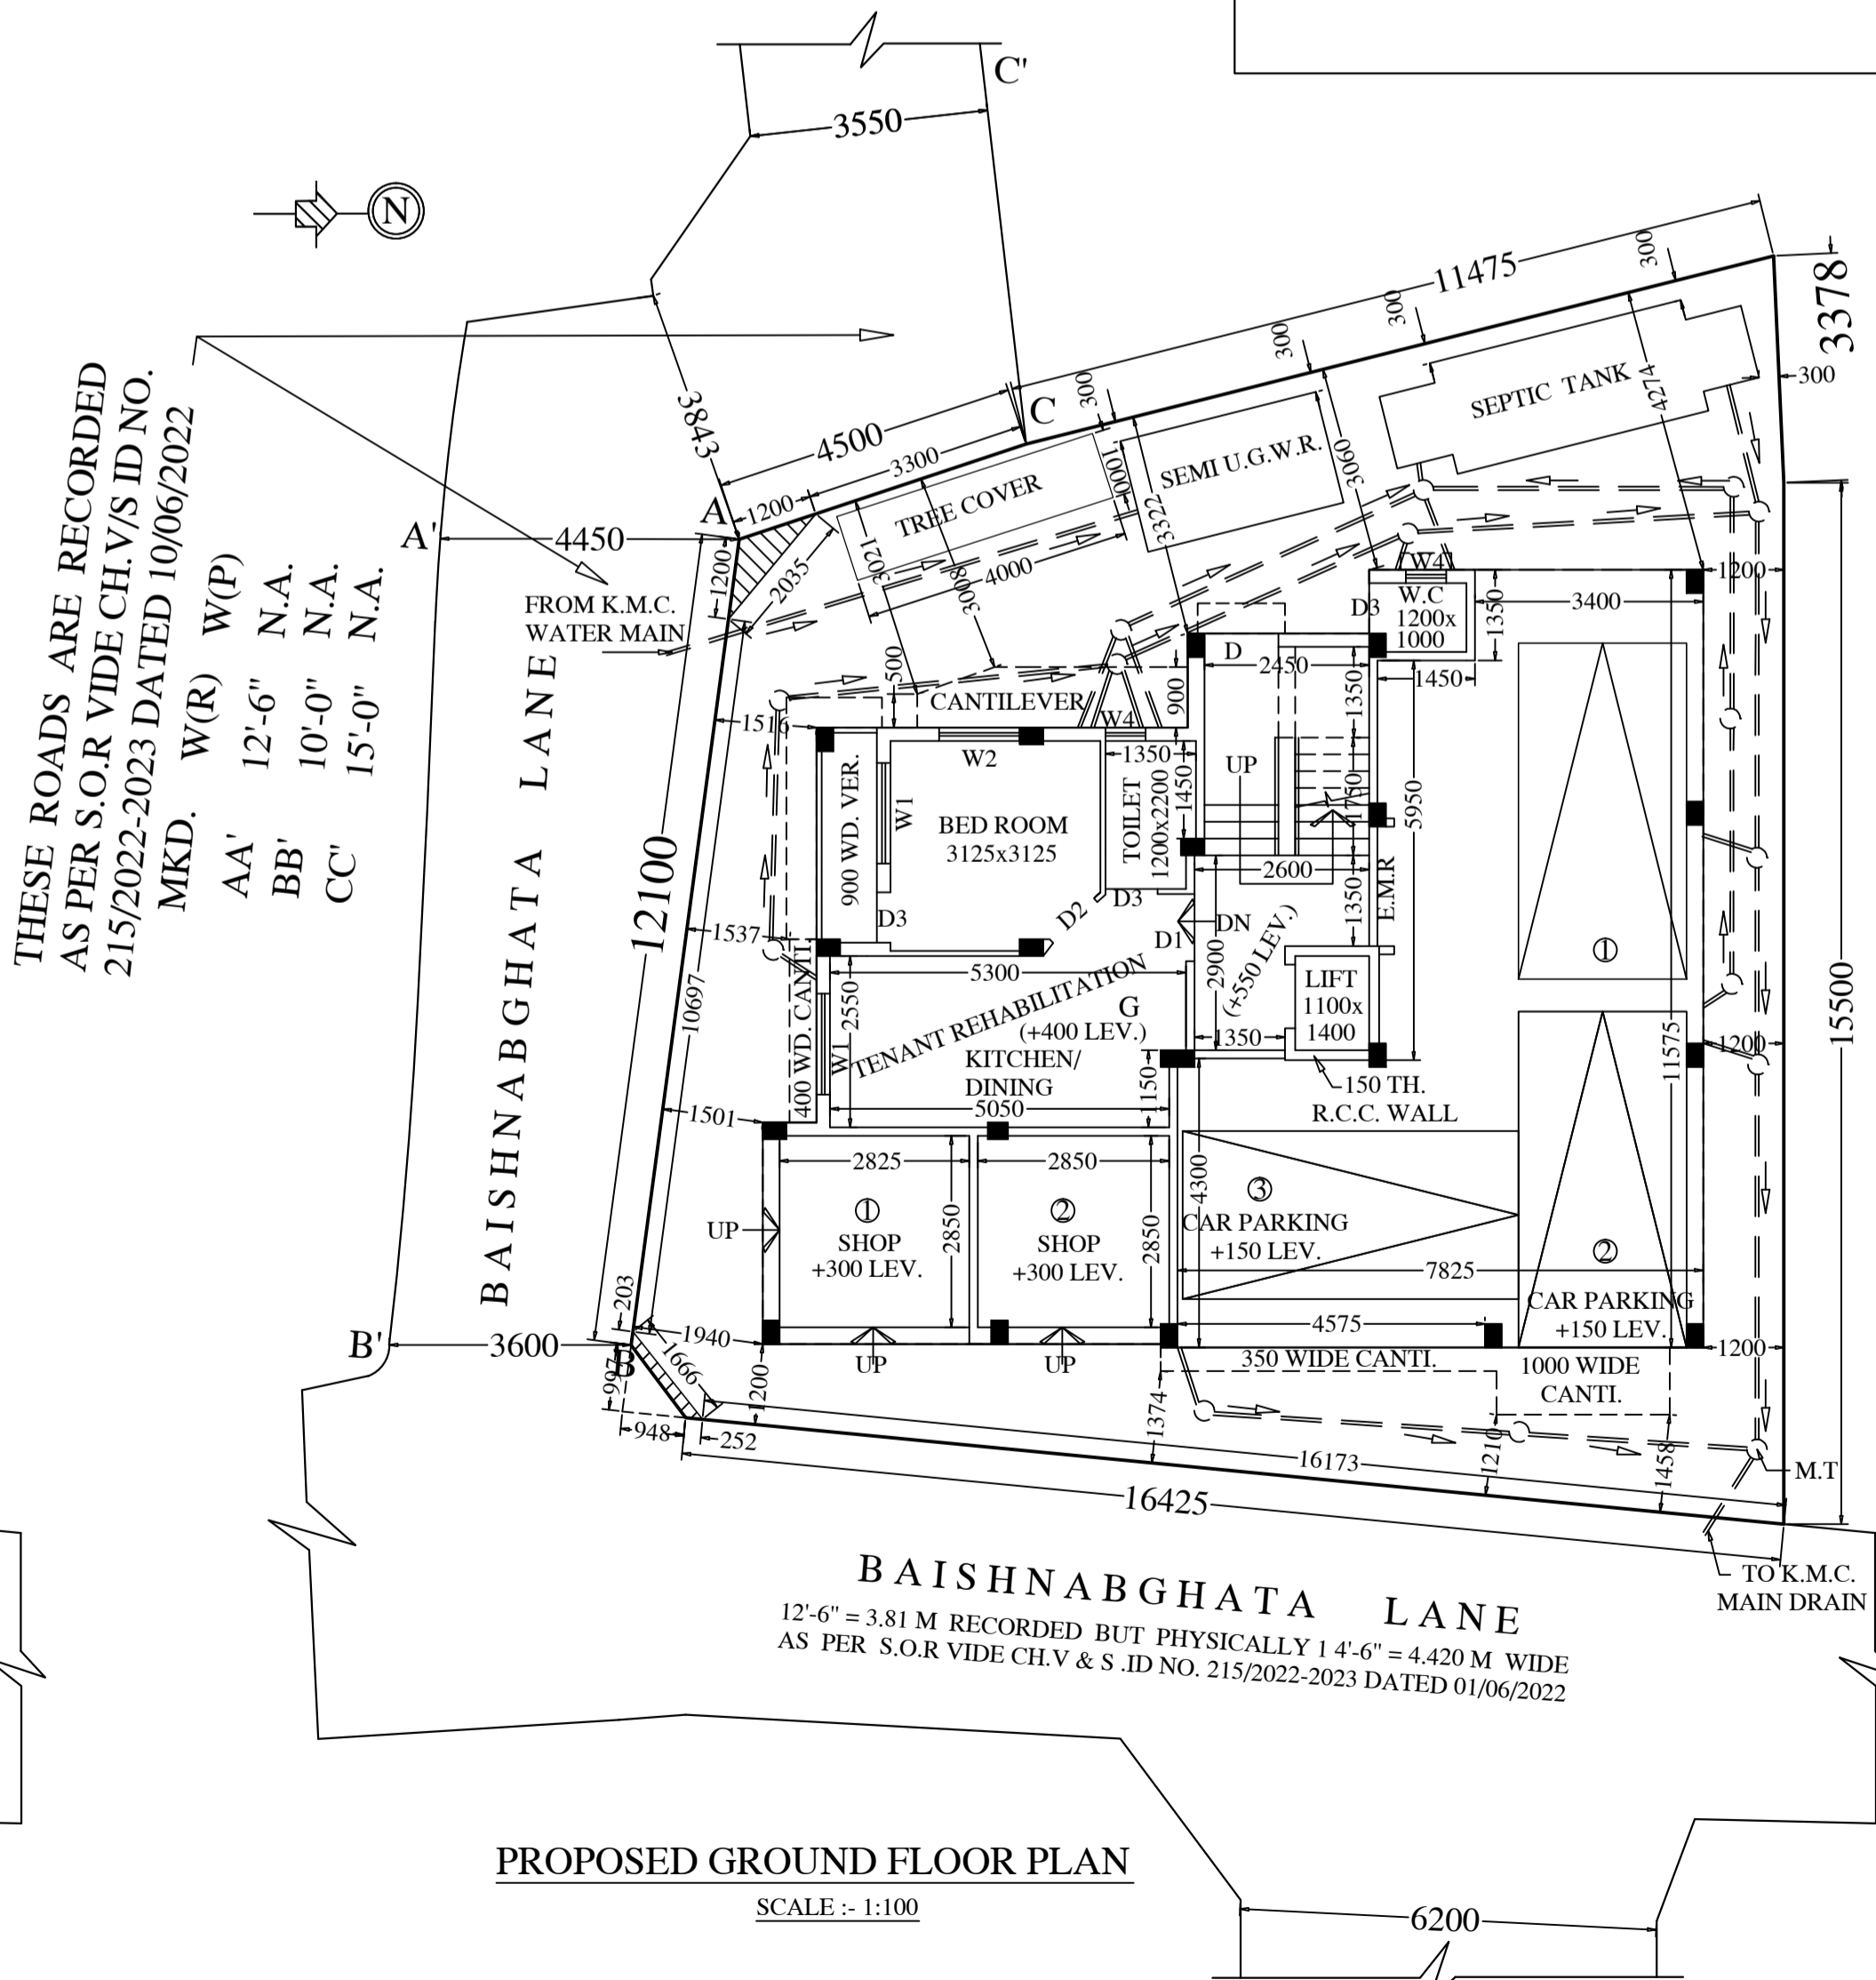 C'
3550
N
11475
300
3378
300
300
300
SEPTIC TANK
4274
THESE ROADS ARE RECORDED
AS PER S.O.R VIDE CH.V/S ID NO.
215/2022-2023 DATED 10/06/2022
MKD. W(R) W(P)
AA' 12'-6" N.A.
BB' 10'-0" N.A.
CC' 15'-0" N.A.
3843
4500
C
300
3300
1000
SEMI U.G.W.R.
3060
TREE COVER
A
1200
A'
4450
1200
2035
3021
3008
4000
3322
FROM K.M.C.
WATER MAIN
W4
W.C
1200x
1000
D3
1350
3400
1200
D
2450
1450
500
CANTILEVER
900
1350
1516
W4
W2
1350
UP
BAISHNABGHATA LANE
900 WD. VER.
W1
BED ROOM
3125x3125
TOILET
1200x2200
1450
1750
5950
12100
2600
D3
D2
D3
D1
DN
1350
E.M.R
1537
5300
2900
(+550 LEV.)
1
LIFT
1100x
1400
10697
400 WD. CANTI.
2550
W1
TENANT REHABILITATION
G
(+400 LEV.)
KITCHEN/
DINING
1350
11575
1200
15500
1150
150 TH.
R.C.C. WALL
1501
5050
2825
2850
4300
3
CAR PARKING
+150 LEV.
UP
1
SHOP
+300 LEV.
2850
2
SHOP
+300 LEV.
2850
2
CAR PARKING
+150 LEV.
7825
203
B'
3600
B
1940
4575
1200
997
1666
1200
UP
UP
350 WIDE CANTI.
1000 WIDE
CANTI.
1374
948
252
1210
1458
16173
M.T
16425
TO K.M.C.
MAIN DRAIN
BAISHNABGHATA LANE
12'-6" = 3.81 M RECORDED BUT PHYSICALLY 1 4'-6" = 4.420 M WIDE
AS PER S.O.R VIDE CH.V & S .ID NO. 215/2022-2023 DATED 01/06/2022
PROPOSED GROUND FLOOR PLAN
SCALE :- 1:100
6200